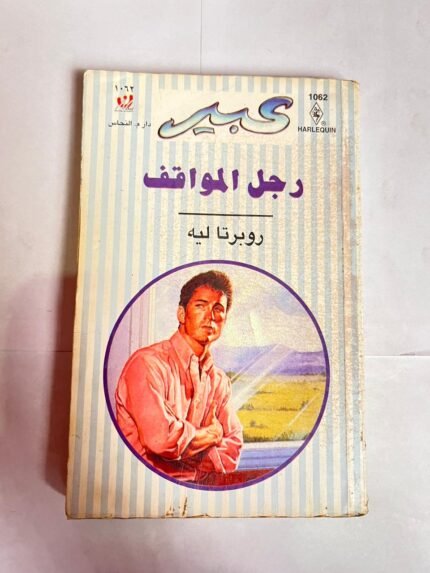 ١٠٦٢
دار م. النحاس
عبير
1062
®
HARLEQUIN
رجل المواقف
روبرتا ليه